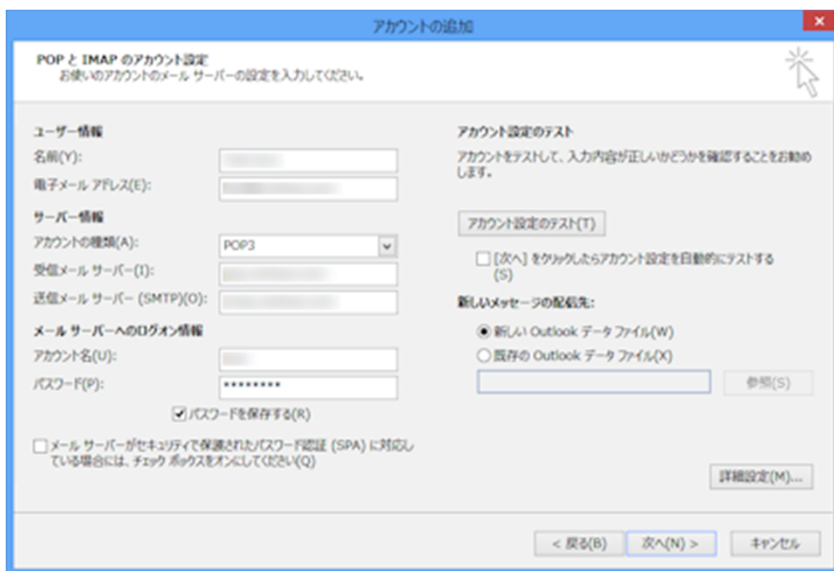 アカウントの追加
POP と IMAP のアカウント設定
お使いのアカウントのメール サーバーの設定を入力してください。
ユーザー情報
名前(Y):
電子メール アドレス(E):
サーバー情報
アカウントの種類(A):
POP3
受信メール サーバー(I):
送信メール サーバー (SMTP)(O):
メール サーバーへのログオン情報
アカウント名(U):
パスワード(P):
********
パスワードを保存する(R)
メール サーバーがセキュリティで保護されたパスワード認証 (SPA) に対応し
ている場合には、チェック ボックスをオンにしてください(Q)
アカウント設定のテスト
アカウントをテストして、入力内容が正しいかどうかを確認することをお勧め
します。
アカウント設定のテスト(T)
[次へ] をクリックしたらアカウント設定を自動的にテストする
(S)
新しいメッセージの配信先:
新しい Outlook データ ファイル(W)
既存の Outlook データ ファイル(X)
参照(S)
詳細設定(M)...
< 戻る(B)
次へ(N) >
キャンセル